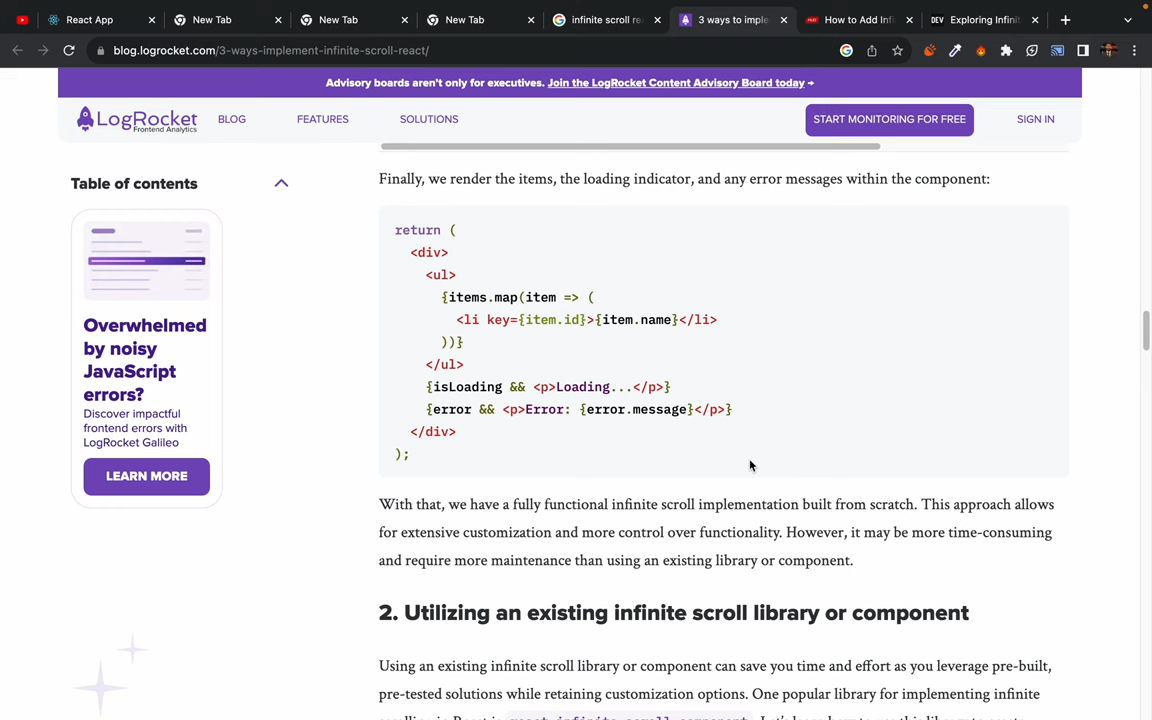 React App
New Tab
New Tab
New Tab
infinite scroll re
3 ways to imple
How to Add Inf
DEV
Exploring Infinit
blog.logrocket.com/3-ways-implement-infinite-scroll-react/
Advisory boards aren't only for executives. Join the LogRocket Content Advisory Board today →
LogRocket
Frontend Analytics
BLOG
FEATURES
SOLUTIONS
START MONITORING FOR FREE
SIGN IN
Table of contents
Overwhelmed
by noisy
JavaScript
errors?
Discover impactful
frontend errors with
LogRocket Galileo
LEARN MORE
Finally, we render the items, the loading indicator, and any error messages within the component:
return (
<div>
<ul>
{items.map(item => (
<li key={item.id}>{item.name}</li>
))}
</ul>
{isLoading && <p>Loading...</p>}
{error && <p>Error: {error.message}</p>}
</div>
);
With that, we have a fully functional infinite scroll implementation built from scratch. This approach allows
for extensive customization and more control over functionality. However, it may be more time-consuming
and require more maintenance than using an existing library or component.
2. Utilizing an existing infinite scroll library or component
Using an existing infinite scroll library or component can save you time and effort as you leverage pre-built,
pre-tested solutions while retaining customization options. One popular library for implementing infinite